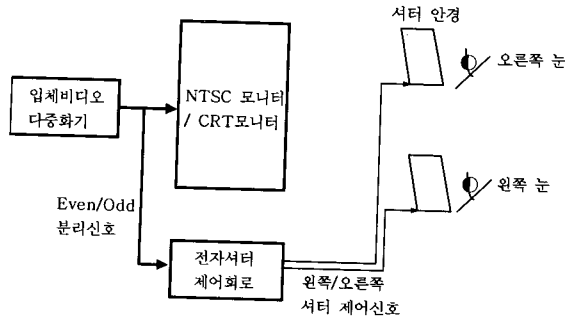 셔터 안경
오른쪽 눈
입체비디오
다중화기
NTSC 모니터
/ CRT모니터
왼쪽 눈
Even/Odd
분리신호
전자셔터
제어회로
왼쪽/오른쪽
셔터 제어신호